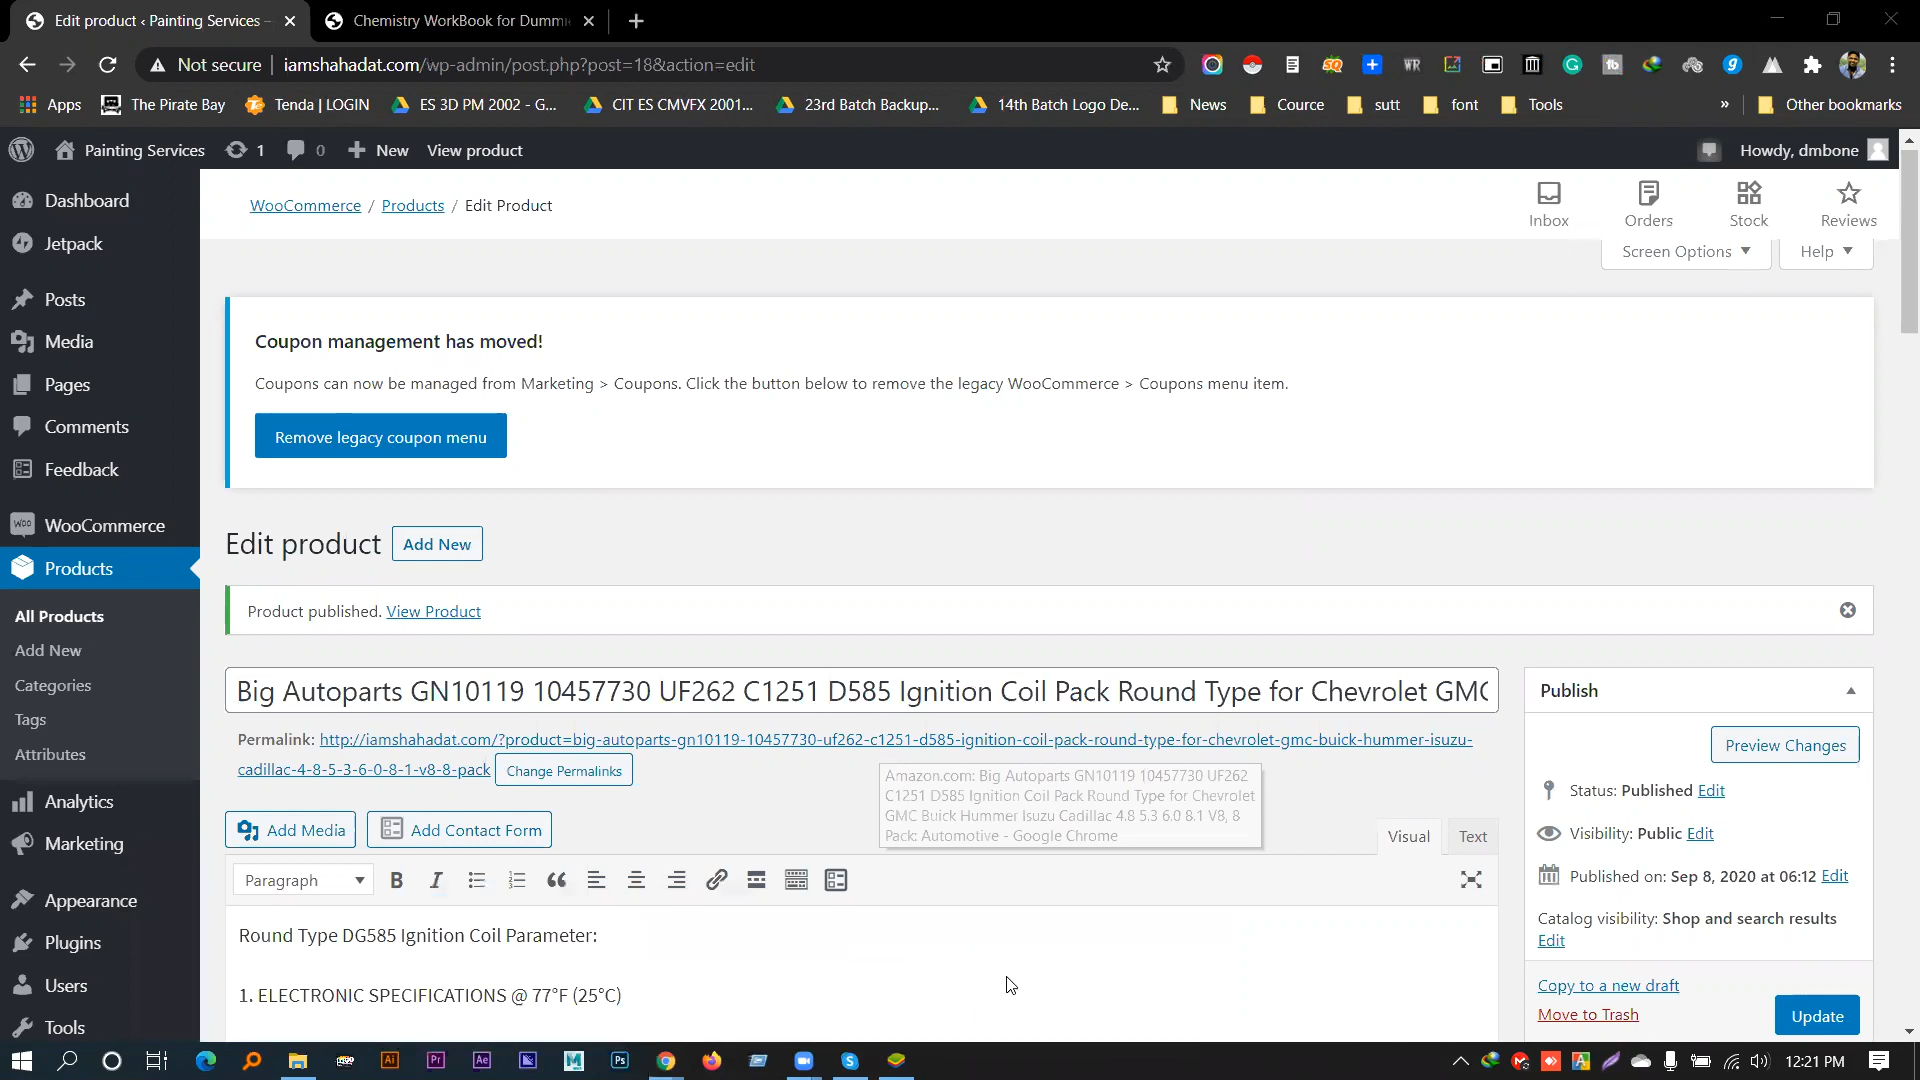 Edit product ‹ Painting Services –
Chemistry WorkBook for Dummi
Not secure
iamshahadat.com/wp-admin/post.php?post=18&action=edit
Apps
The Pirate Bay
Tenda | LOGIN
ES 3D PM 2002 - G...
CIT ES CMVFX 2001...
23rd Batch Backup...
14th Batch Logo De...
News
Cource
sutt
font
Tools
»
Other bookmarks
Painting Services
1
0
New
View product
Howdy, dmbone
Dashboard
Jetpack
Posts
Media
Pages
Comments
Feedback
WooCommerce
Products
All Products
Add New
Categories
Tags
Attributes
Analytics
Marketing
Appearance
Plugins
Users
Tools
WooCommerce / Products / Edit Product
Inbox
Orders
Stock
Reviews
Screen Options
Help
Coupon management has moved!
Coupons can now be managed from Marketing > Coupons. Click the button below to remove the legacy WooCommerce > Coupons menu item.
Remove legacy coupon menu
Edit product
Add New
Product published. View Product
Big Autoparts GN10119 10457730 UF262 C1251 D585 Ignition Coil Pack Round Type for Chevrolet GMC
Permalink: http://iamshahadat.com/?product=big-autoparts-gn10119-10457730-uf262-c1251-d585-ignition-coil-pack-round-type-for-chevrolet-gmc-buick-hummer-isuzu-
cadillac-4-8-5-3-6-0-8-1-v8-8-pack
Change Permalinks
Amazon.com: Big Autoparts GN10119 10457730 UF262
C1251 D585 Ignition Coil Pack Round Type for Chevrolet
GMC Buick Hummer Isuzu Cadillac 4.8 5.3 6.0 8.1 V8, 8
Pack: Automotive - Google Chrome
Add Media
Add Contact Form
Visual
Text
Paragraph
B
I
Round Type DG585 Ignition Coil Parameter:
1. ELECTRONIC SPECIFICATIONS @ 77°F (25°C)
Publish
Preview Changes
Status: Published Edit
Visibility: Public Edit
Published on: Sep 8, 2020 at 06:12 Edit
Catalog visibility: Shop and search results
Edit
Copy to a new draft
Move to Trash
Update
12:21 PM